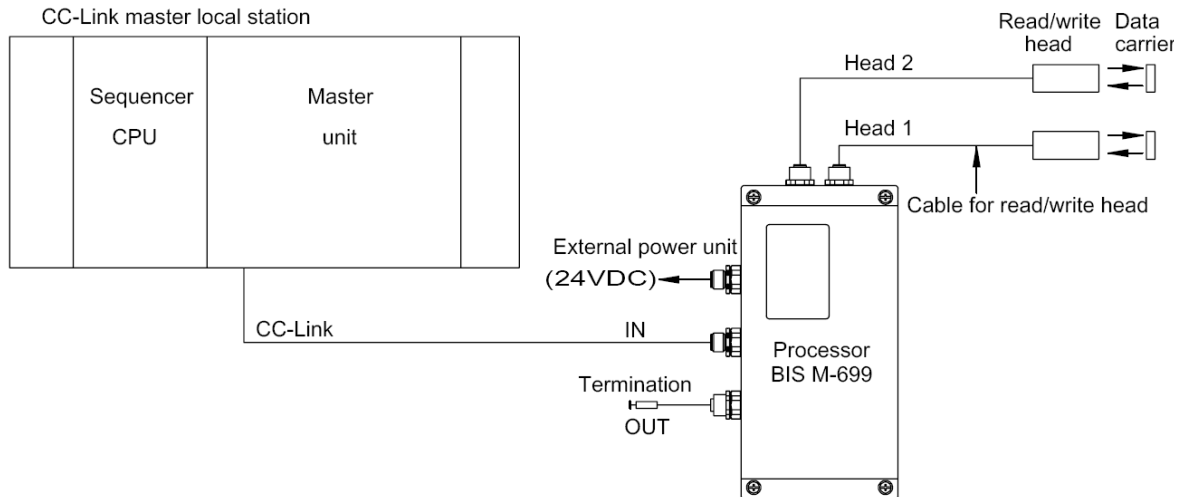 CC-Link master local station
Sequencer
CPU
Master
unit
Read/write
head
Data
carrier
Head 2
Head 1
Cable for read/write head
External power unit
(24VDC)
CC-Link
IN
Processor
BIS M-699
Termination
OUT